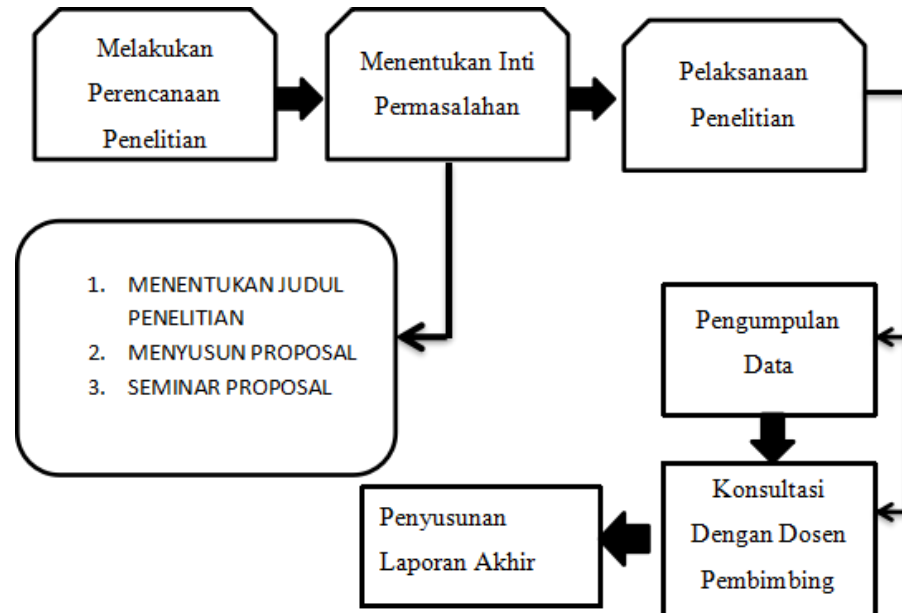 Melakukan
Perencanaan
Penelitian
Menentukan Inti
Permasalahan
Pelaksanaan
Penelitian
1. MENENTUKAN JUDUL
PENELITIAN
2. MENYUSUN PROPOSAL
3. SEMINAR PROPOSAL
Pengumpulan
Data
Konsultasi
Dengan Dosen
Pembimbing
Penyusunan
Laporan Akhir